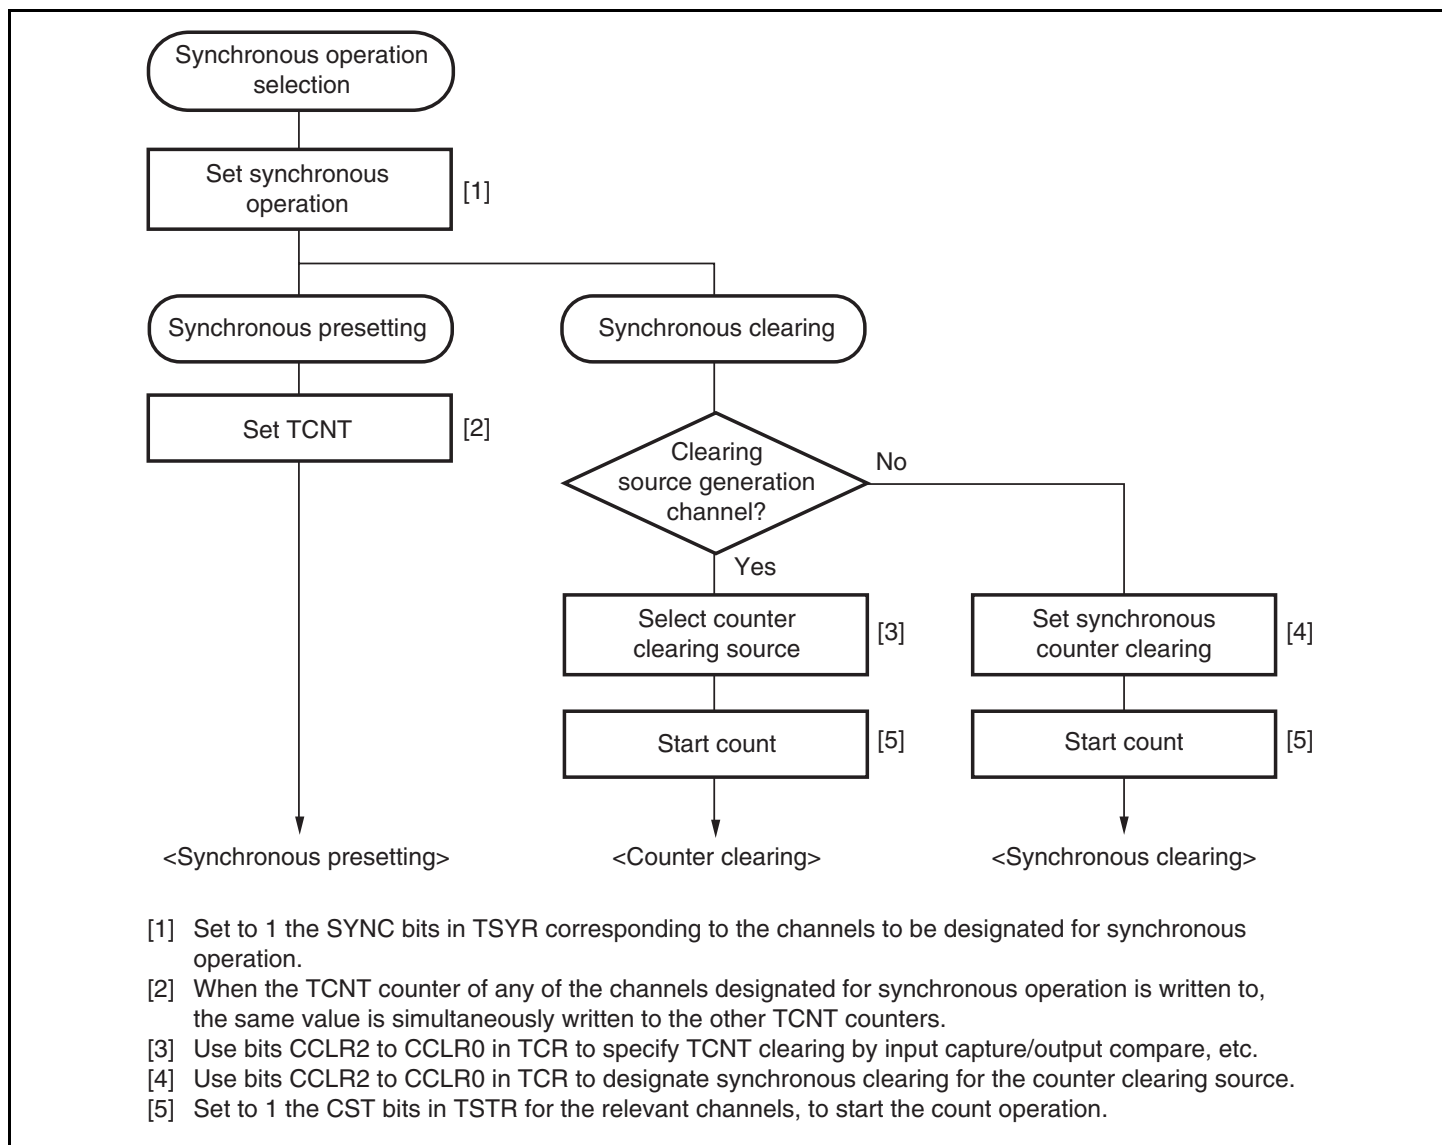 Synchronous operation
selection
Set synchronous
operation
[1]
Synchronous presetting
Synchronous clearing
Set TCNT
[2]
Clearing
source generation
channel?
No
Yes
Select counter
clearing source
[3]
Set synchronous
counter clearing
[4]
Start count
[5]
Start count
[5]
<Synchronous presetting>
<Counter clearing>
<Synchronous clearing>
[1] Set to 1 the SYNC bits in TSYR corresponding to the channels to be designated for synchronous
operation.
[2] When the TCNT counter of any of the channels designated for synchronous operation is written to,
the same value is simultaneously written to the other TCNT counters.
[3] Use bits CCLR2 to CCLR0 in TCR to specify TCNT clearing by input capture/output compare, etc.
[4] Use bits CCLR2 to CCLR0 in TCR to designate synchronous clearing for the counter clearing source.
[5] Set to 1 the CST bits in TSTR for the relevant channels, to start the count operation.